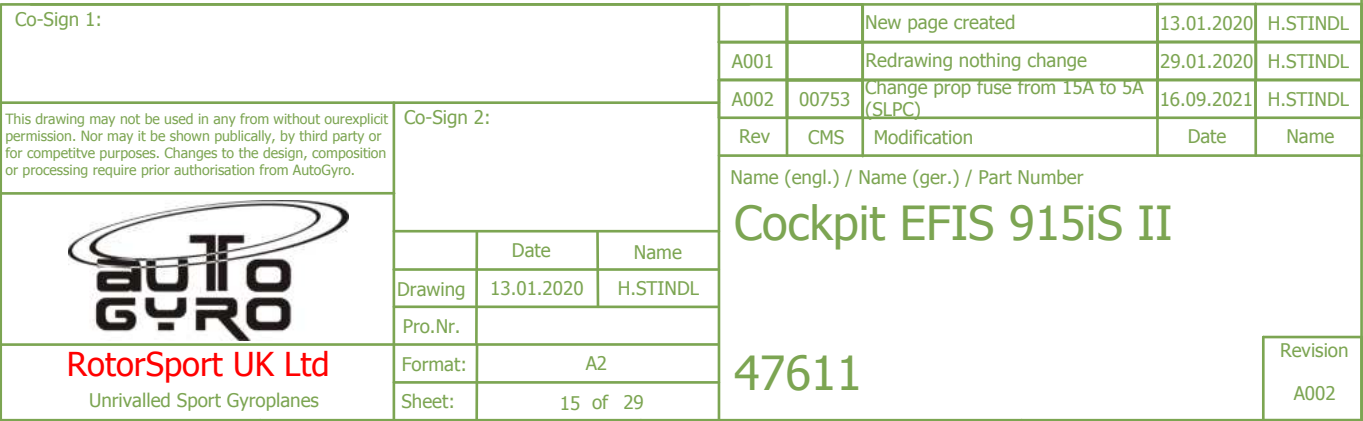 Co-Sign 1:
This drawing may not be used in any from without ourexplicit
permission. Nor may it be shown publically, by third party or
for competitve purposes. Changes to the design, composition
or processing require prior authorisation from AutoGyro.
Co-Sign 2:
AUTO
GYRO
RotorSport UK Ltd
Unrivalled Sport Gyroplanes
Date Name
Drawing 13.01.2020 H.STINDL
Pro.Nr.
Format: A2
Sheet: 15 of 29
New page created 13.01.2020 H.STINDL
A001 Redrawing nothing change 29.01.2020 H.STINDL
A002 00753 Change prop fuse from 15A to 5A
(SLPC) 16.09.2021 H.STINDL
Rev CMS Modification Date Name
Name (engl.) / Name (ger.) / Part Number
Cockpit EFIS 915iS II
47611
Revision
A002